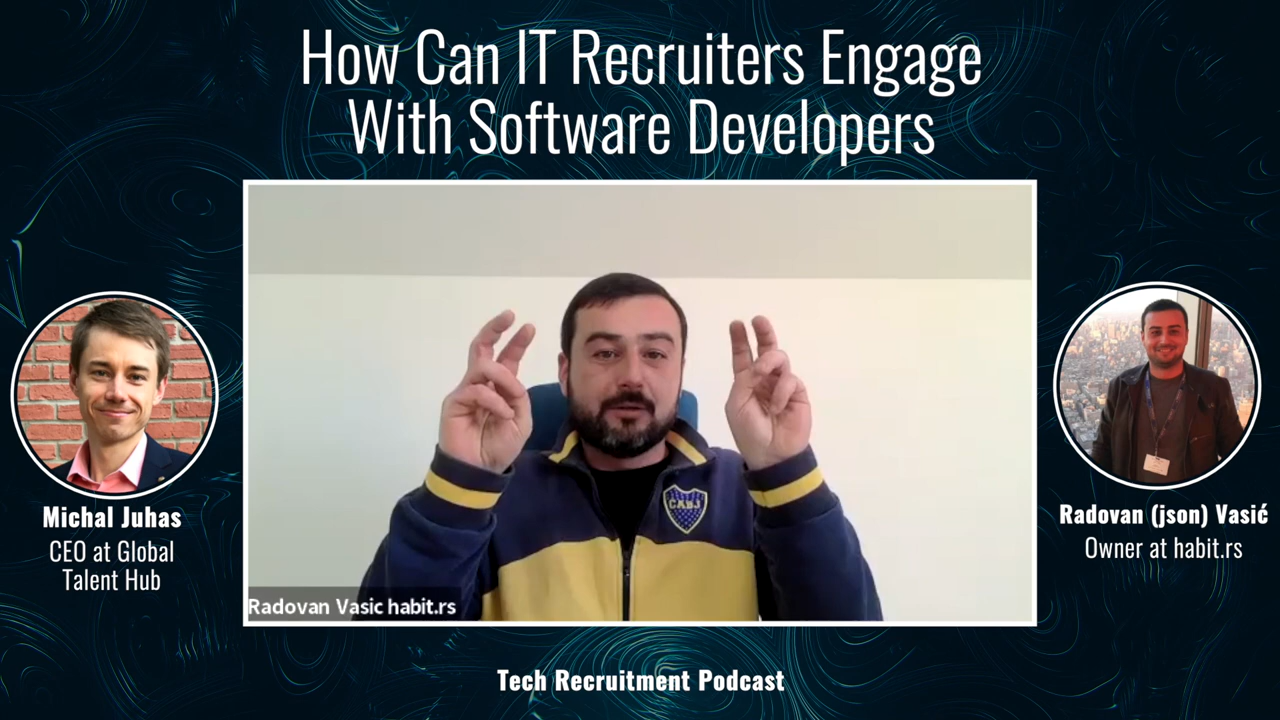 How Can IT Recruiters Engage
With Software Developers
CABJ
Radovan Vasic habit.rs
Michal Juhas
CEO at Global
Talent Hub
Radovan (json) Vasić
Owner at habit.rs
Tech Recruitment Podcast